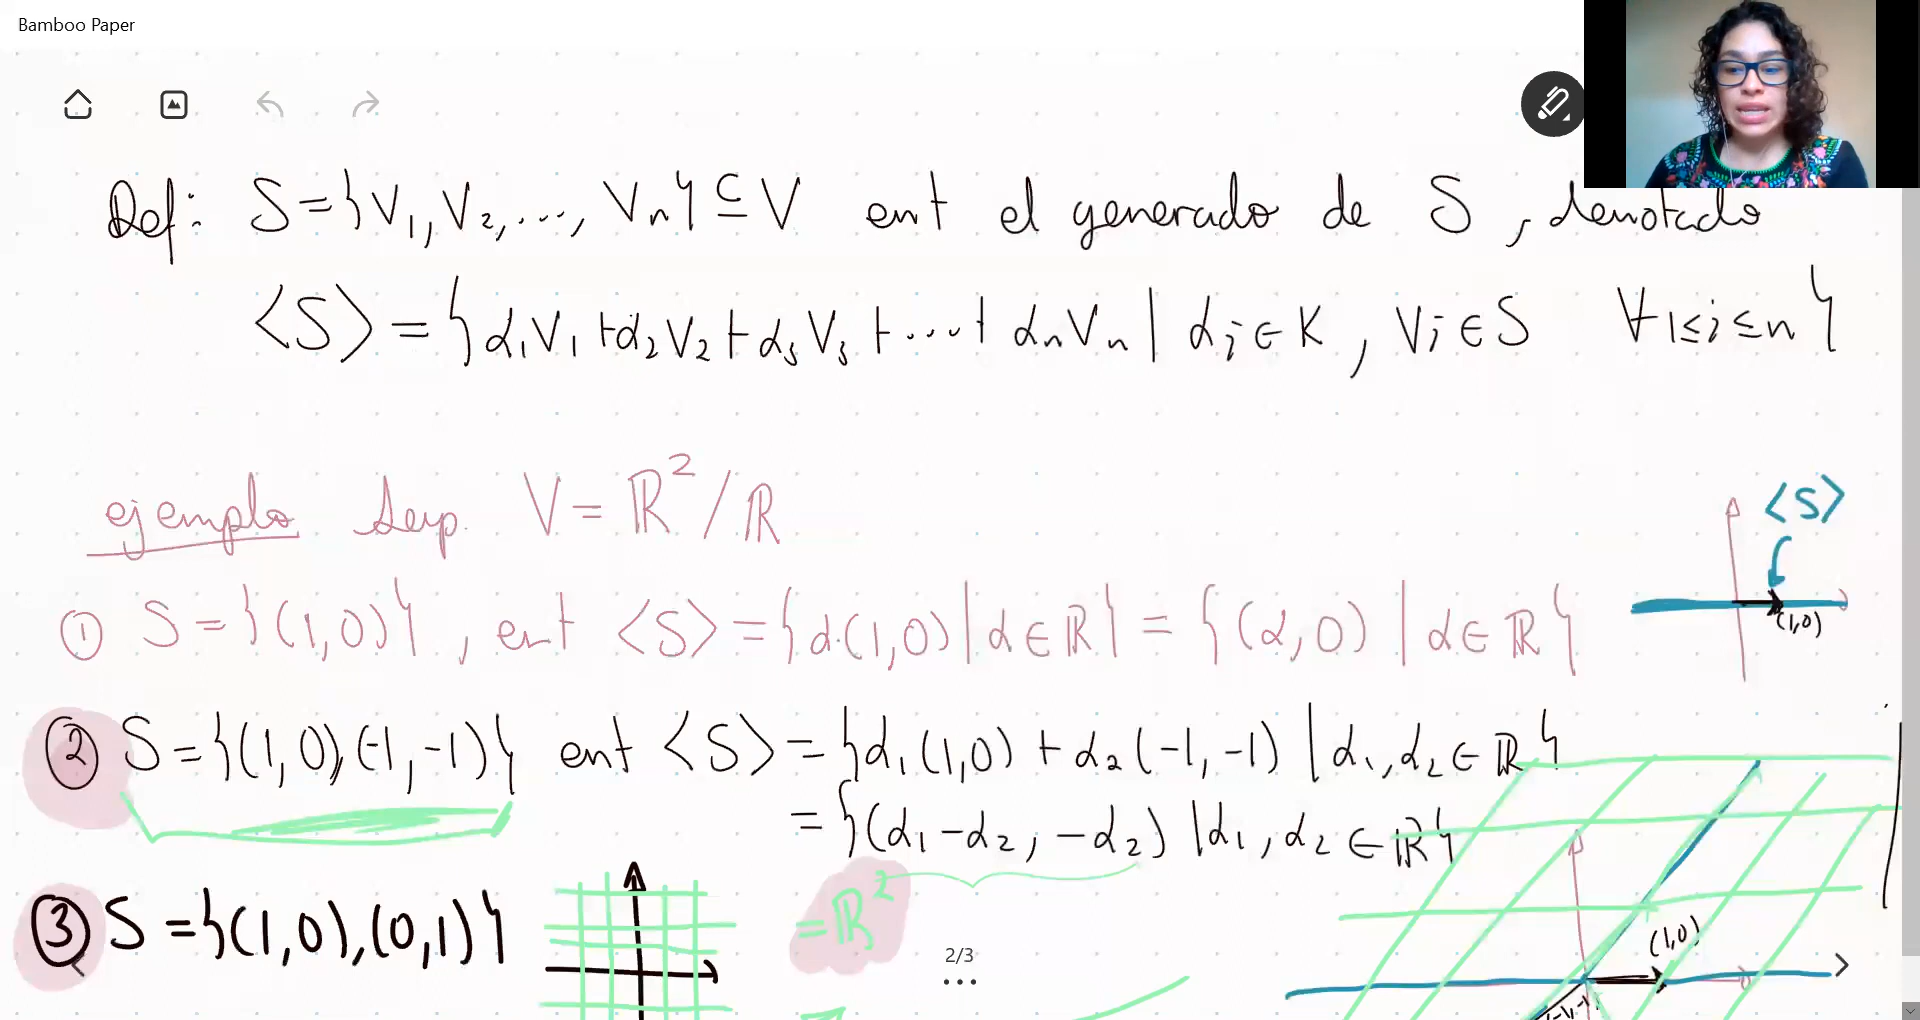 Bamboo Paper
Def: S={V₁,V₂,...,Vₙ} ⊆ V ent el generado de S, denotado
<S> = {α₁V₁+α₂V₂+α₃V₃+...+αₙVₙ | αᵢ∈K, Vᵢ∈S ∀1≤i≤n}
ejemplo Sup. V = ℝ²/ℝ
<S>
(1,0)
① S={(1,0)}, ent <S>={α·(1,0)|α∈ℝ} = {(α,0) | α∈ℝ}
② S={(1,0),(-1,-1)} ent <S> = {α₁(1,0)+α₂(-1,-1) | α₁,α₂∈ℝ}
= {(α₁-α₂, -α₂) | α₁,α₂∈ℝ}
=ℝ²
③ S={(1,0),(0,1)}
(1,0)
(-1,-1)
2/3